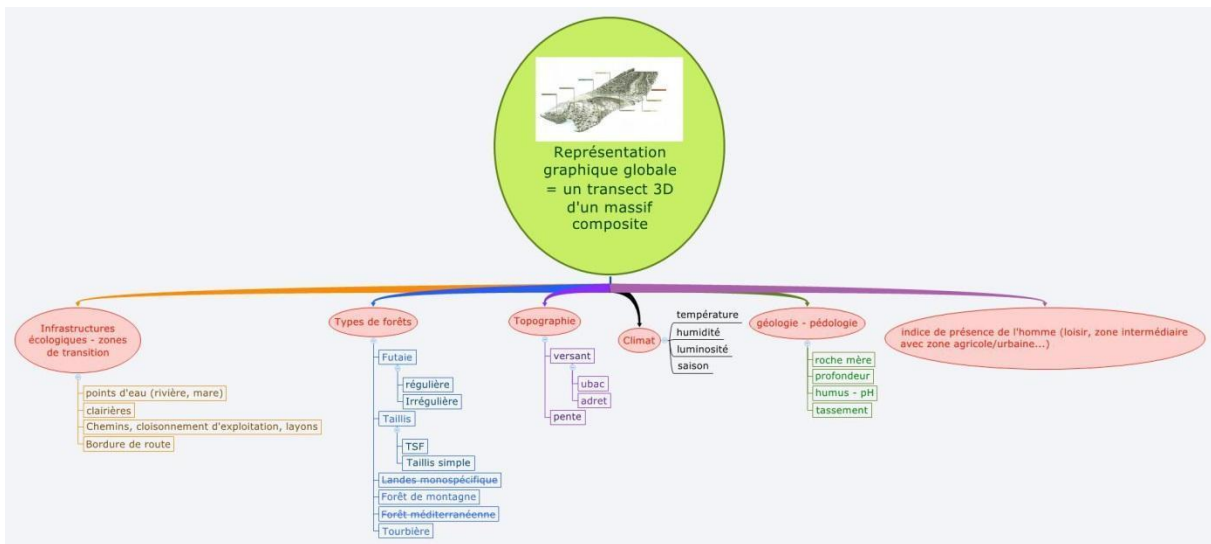 Représentation
graphique globale
= un transect 3D
d'un massif
composite
Infrastructures
écologiques - zones
de transition
points d'eau (rivière, mare)
clairières
Chemins, cloisonnement d'exploitation, layons
Bordure de route
Types de forêts
Futaie
régulière
Irrégulière
Taillis
TSF
Taillis simple
Landes monospécifique
Forêt de montagne
Forêt méditerranéenne
Tourbière
Topographie
versant
ubac
adret
pente
Climat
température
humidité
luminosité
saison
géologie - pédologie
roche mère
profondeur
humus - pH
tassement
indice de présence de l'homme (loisir, zone intermédiaire
avec zone agricole/urbaine...)